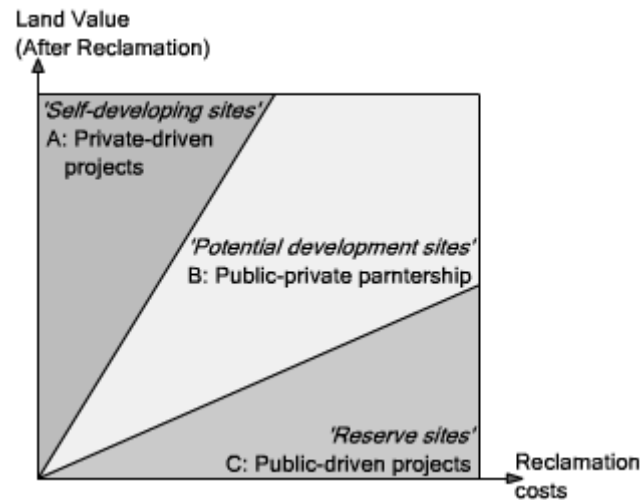 Land Value
(After Reclamation)
'Self-developing sites'
A: Private-driven
projects
'Potential development sites'
B: Public-private parntership
'Reserve sites'
C: Public-driven projects
Reclamation
costs